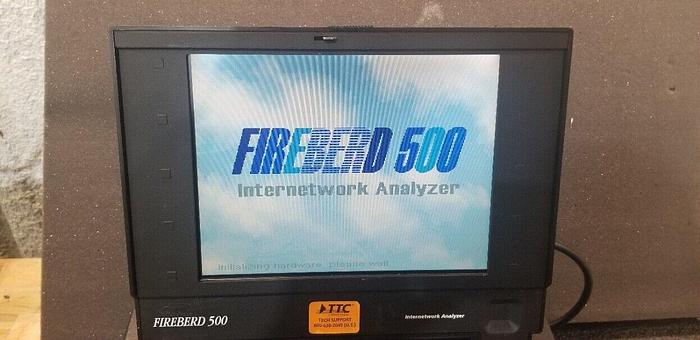 FIREBERD 500
Internetwork Analyzer
Initializing hardware, please wait
FIREBERD 500
TTC
TECH SUPPORT
Internetwork Analyzer